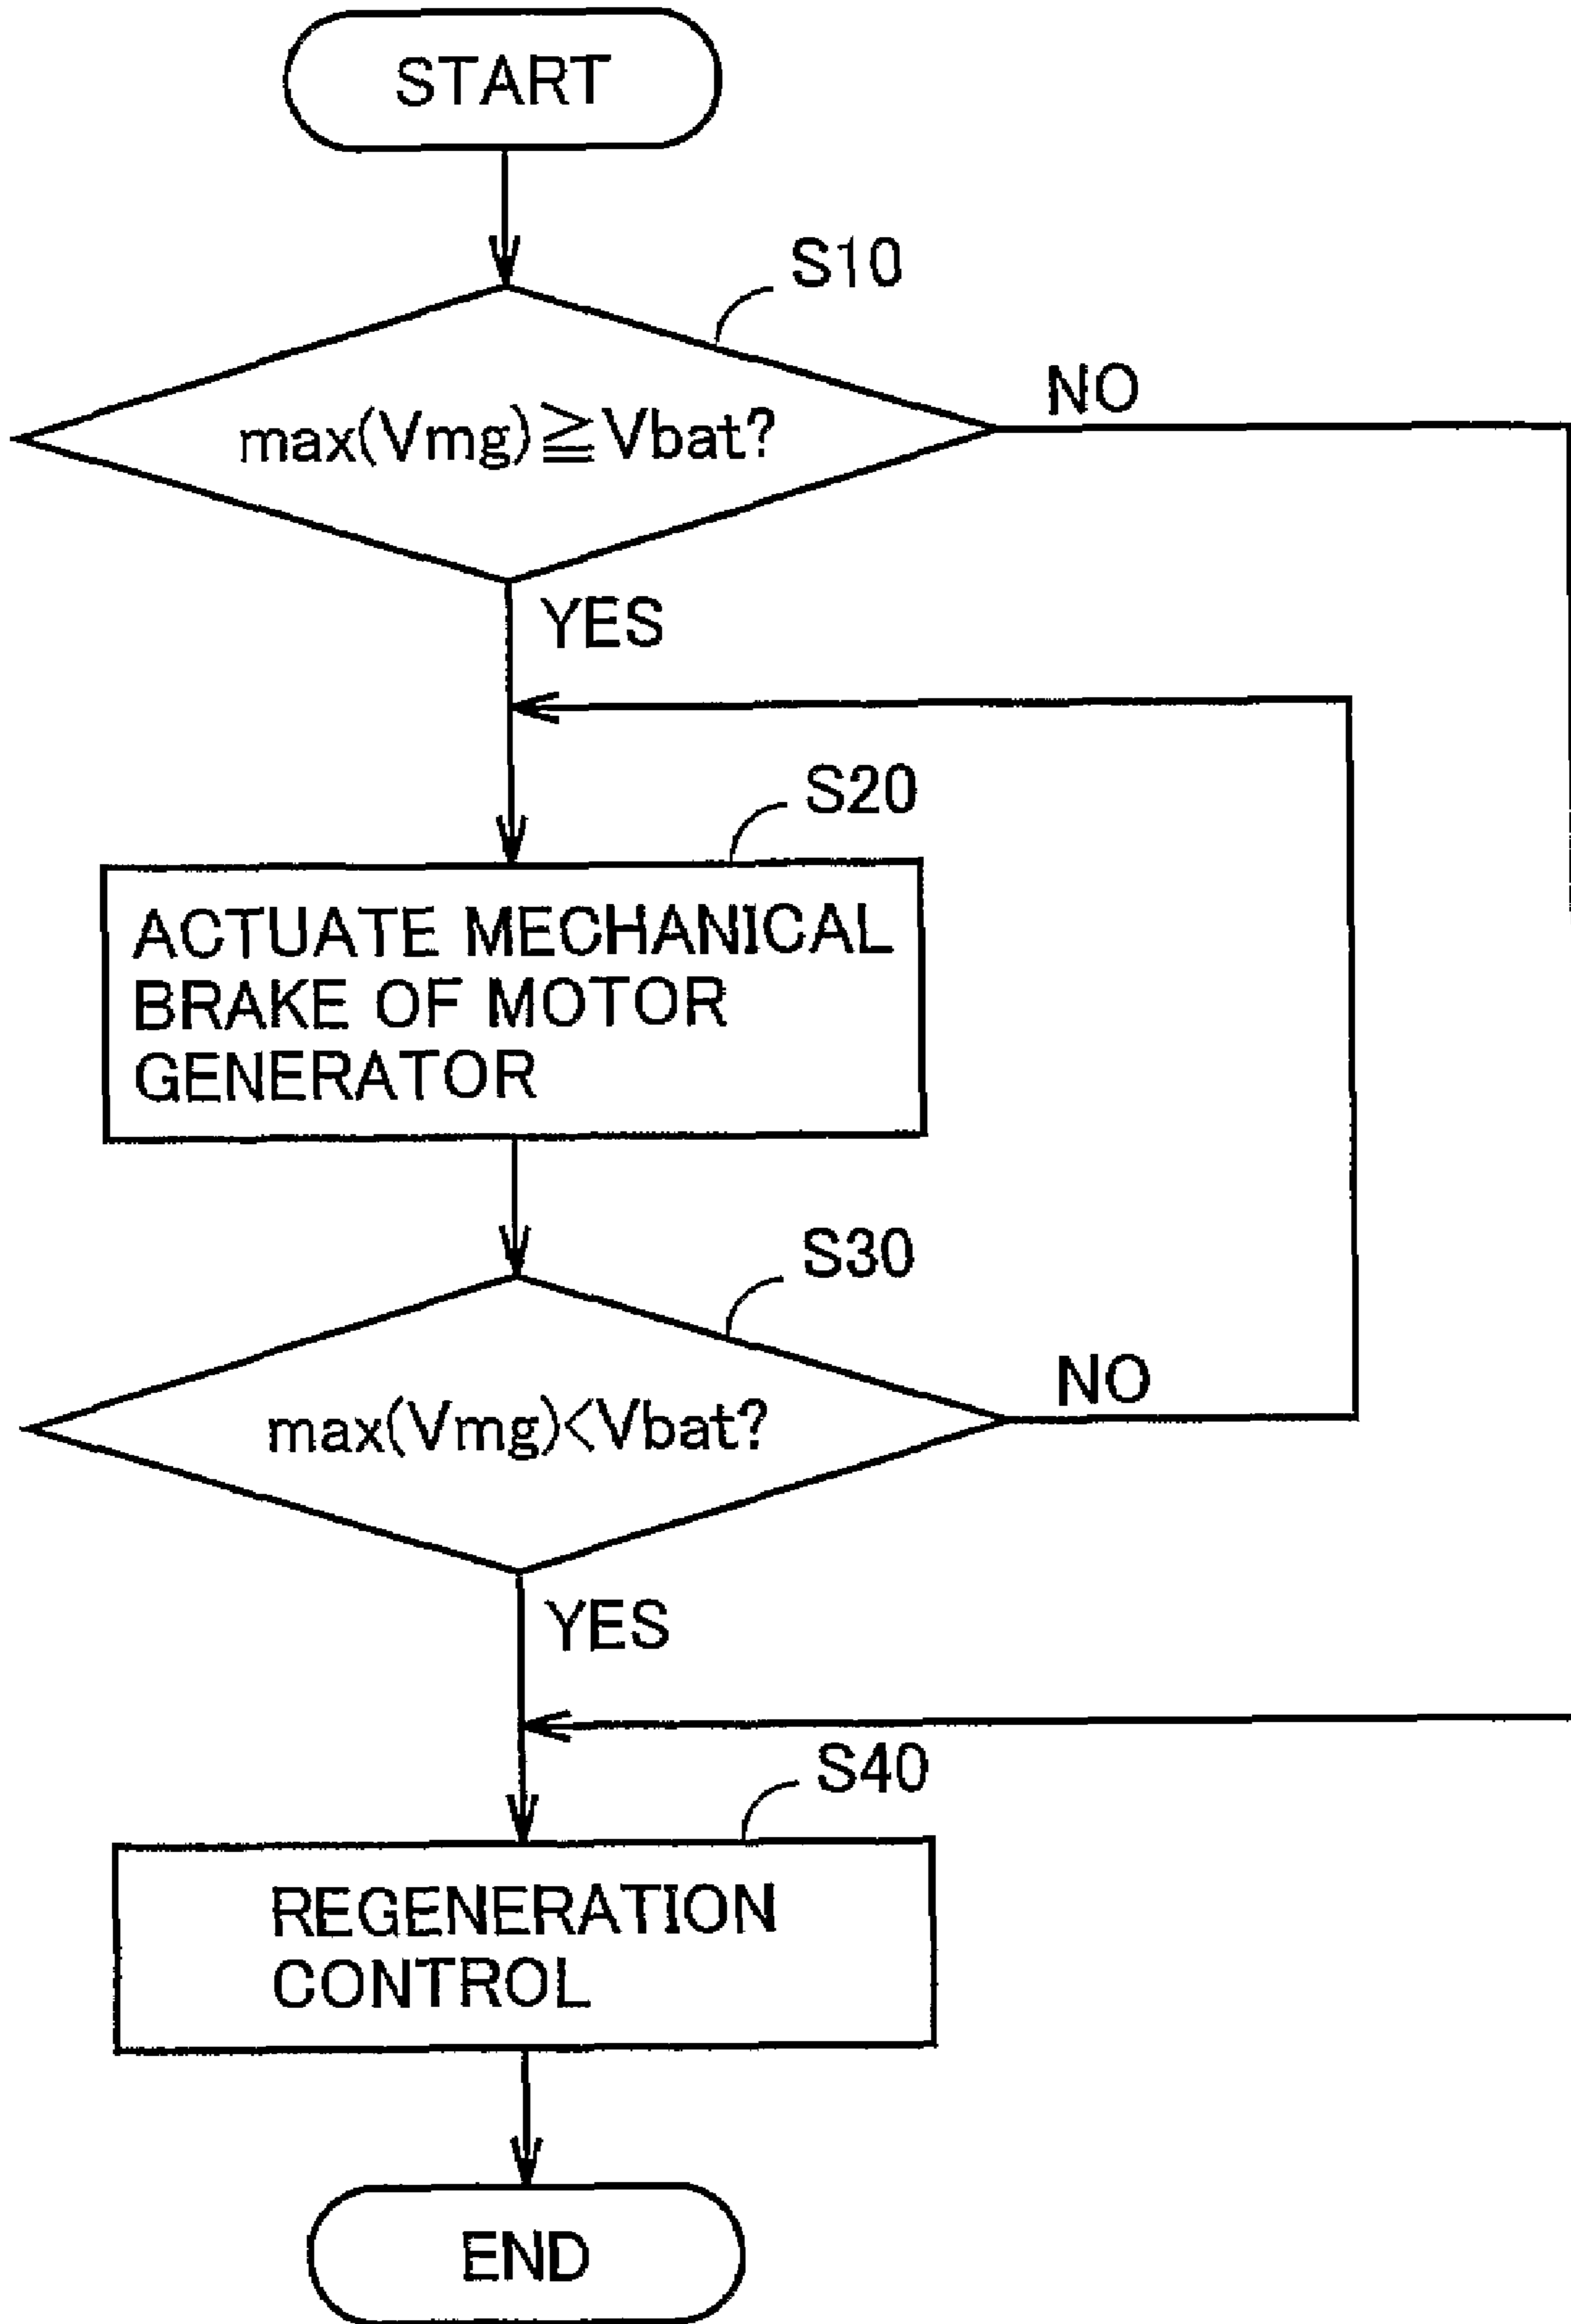 START
S10
max(Vmg)≧Vbat?
NO
YES
S20
ACTUATE MECHANICAL
BRAKE OF MOTOR
GENERATOR
S30
max(Vmg)<Vbat?
NO
YES
S40
REGENERATION
CONTROL
END